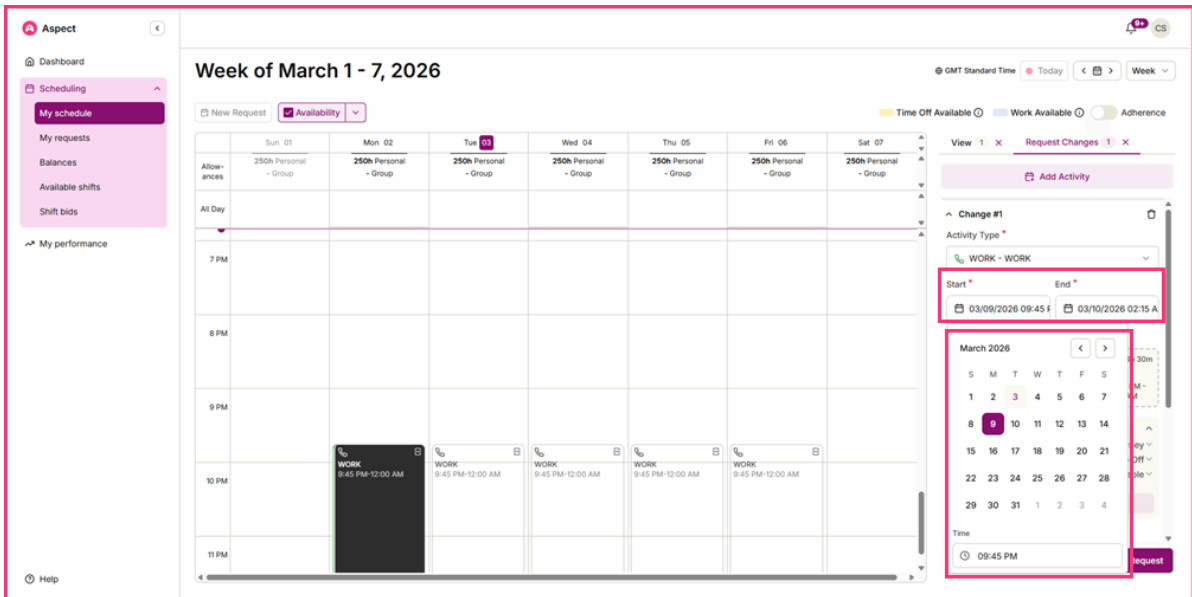 Aspect
9+
CS
Dashboard
Scheduling
My schedule
My requests
Balances
Available shifts
Shift bids
My performance
Help
Week of March 1 - 7, 2026
GMT Standard Time
Today
Week
New Request
Availability
Time Off Available
Work Available
Adherence
Sun 01 Mon 02 Tue 03 Wed 04 Thu 05 Fri 06 Sat 07
Allow-
ances
250h Personal 250h Personal 250h Personal 250h Personal 250h Personal 250h Personal 250h Personal
- Group - Group - Group - Group - Group - Group - Group
All Day
7 PM
8 PM
9 PM
WORK WORK WORK WORK WORK
9:45 PM-12:00 AM 9:45 PM-12:00 AM 9:45 PM-12:00 AM 9:45 PM-12:00 AM 9:45 PM-12:00 AM
10 PM
11 PM
View 1 Request Changes 1
Add Activity
Change #1
Activity Type *
WORK - WORK
Start * End *
03/09/2026 09:45 03/10/2026 02:15 A
March 2026
30m
S M T W T F S
1 2 3 4 5 6 7
8 9 10 11 12 13 14
15 16 17 18 19 20 21
22 23 24 25 26 27 28
29 30 31 1 2 3 4
Time
09:45 PM
equest